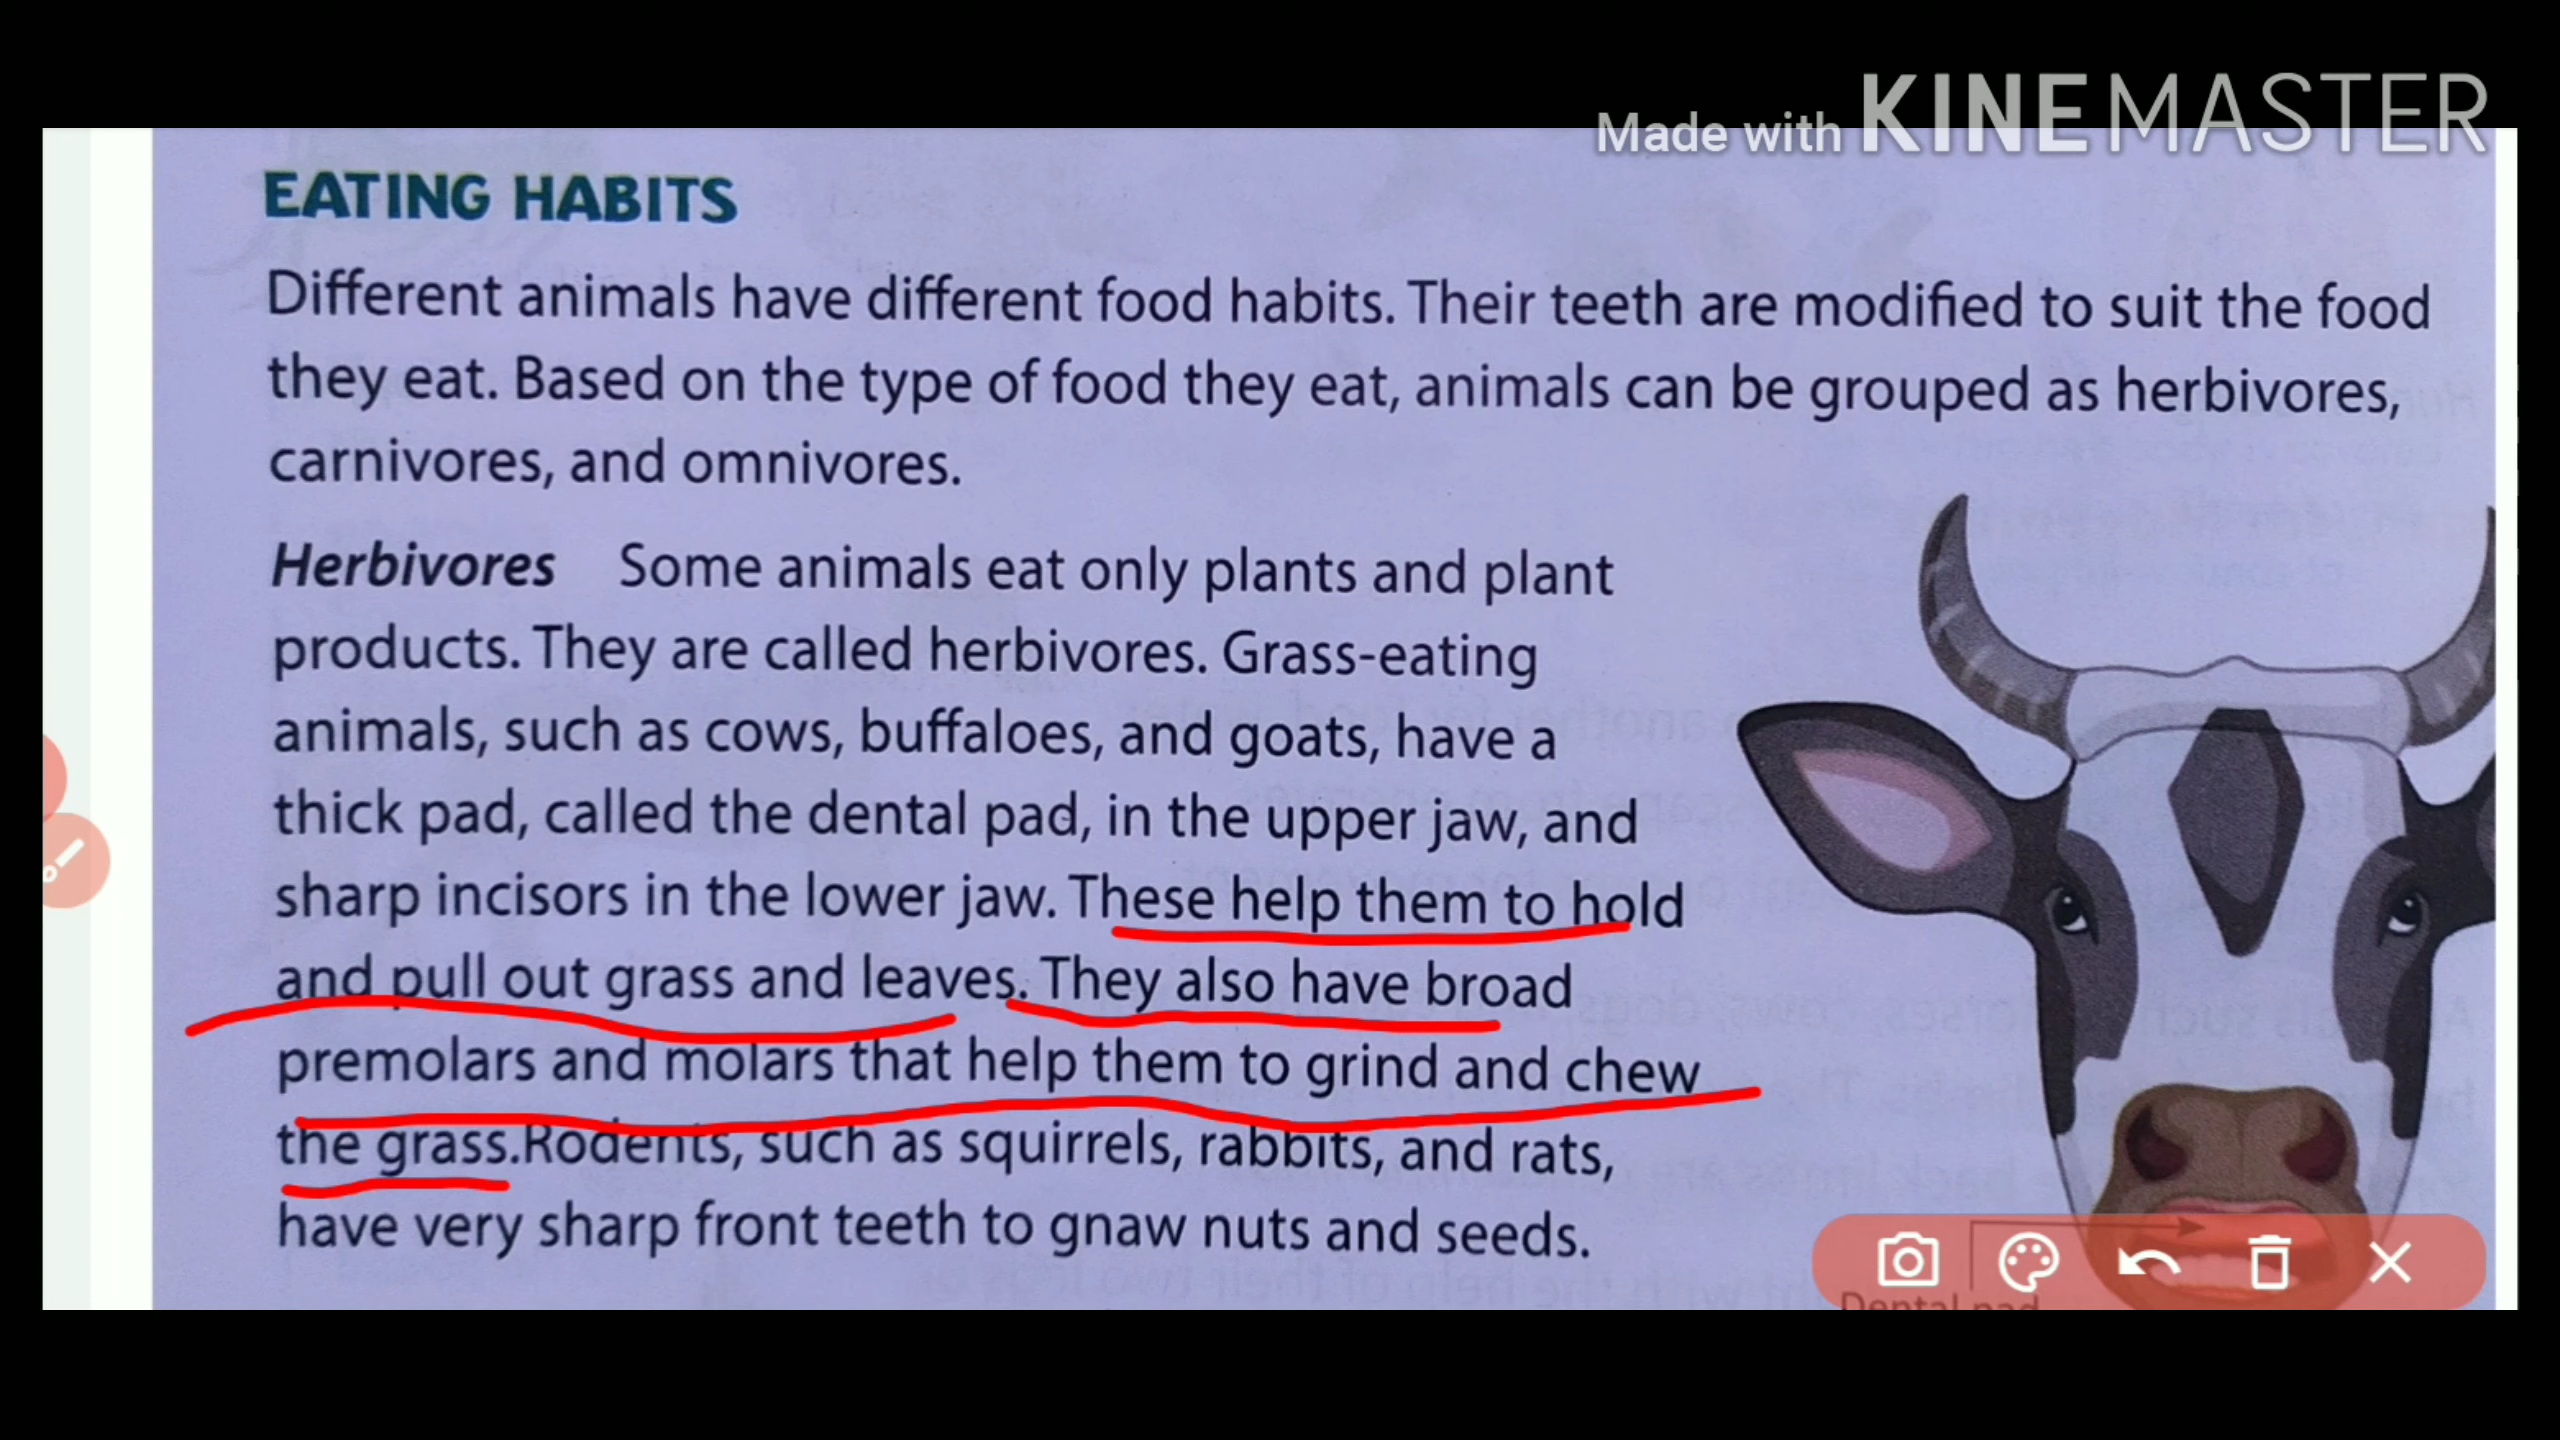 Made with KINEMASTER
EATING HABITS
Different animals have different food habits. Their teeth are modified to suit the food
they eat. Based on the type of food they eat, animals can be grouped as herbivores,
carnivores, and omnivores.
Herbivores Some animals eat only plants and plant
products. They are called herbivores. Grass-eating
animals, such as cows, buffaloes, and goats, have a
thick pad, called the dental pad, in the upper jaw, and
sharp incisors in the lower jaw. These help them to hold
and pull out grass and leaves. They also have broad
premolars and molars that help them to grind and chew
the grass.Rodents, such as squirrels, rabbits, and rats,
have very sharp front teeth to gnaw nuts and seeds.
Dental pad